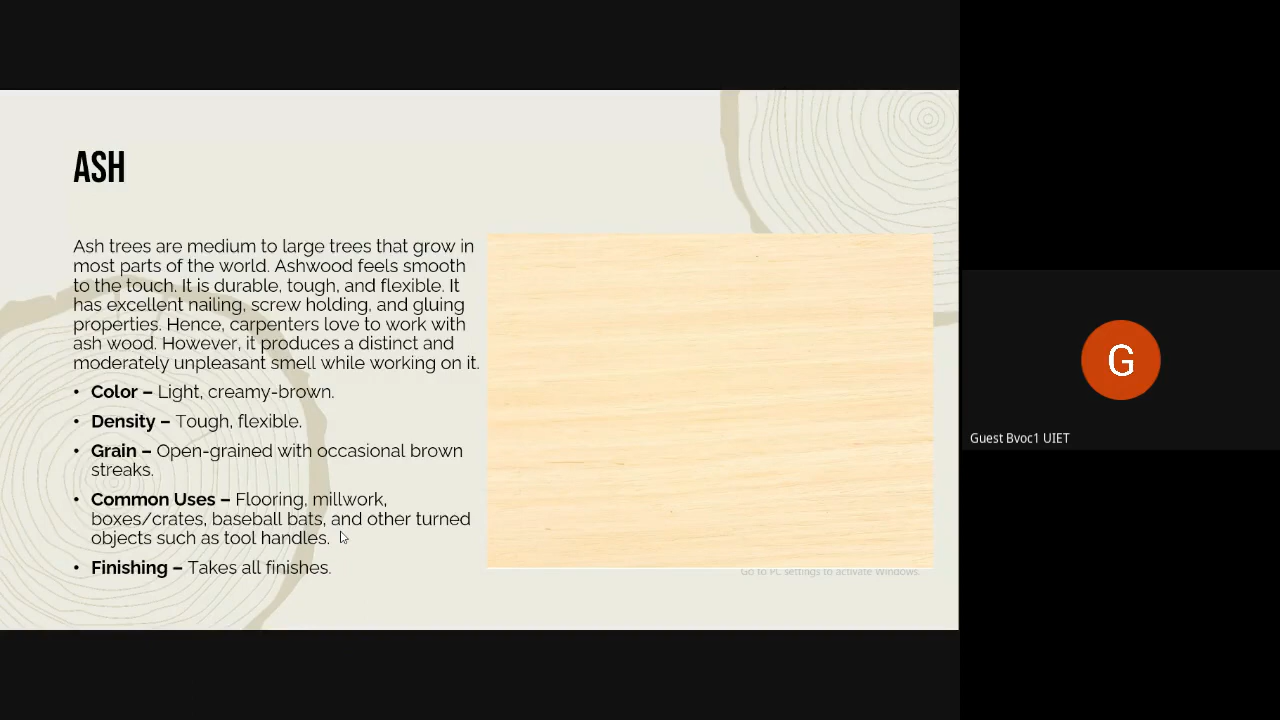 ASH
Ash trees are medium to large trees that grow in
most parts of the world. Ashwood feels smooth
to the touch. It is durable, tough, and flexible. It
has excellent nailing, screw holding, and gluing
properties. Hence, carpenters love to work with
ash wood. However, it produces a distinct and
moderately unpleasant smell while working on it.
• Color – Light, creamy-brown.
• Density – Tough, flexible.
• Grain – Open-grained with occasional brown
streaks.
• Common Uses – Flooring, millwork,
boxes/crates, baseball bats, and other turned
objects such as tool handles.
• Finishing – Takes all finishes.
Go to PC settings to activate Windows.
G
Guest Bvoc1 UIET